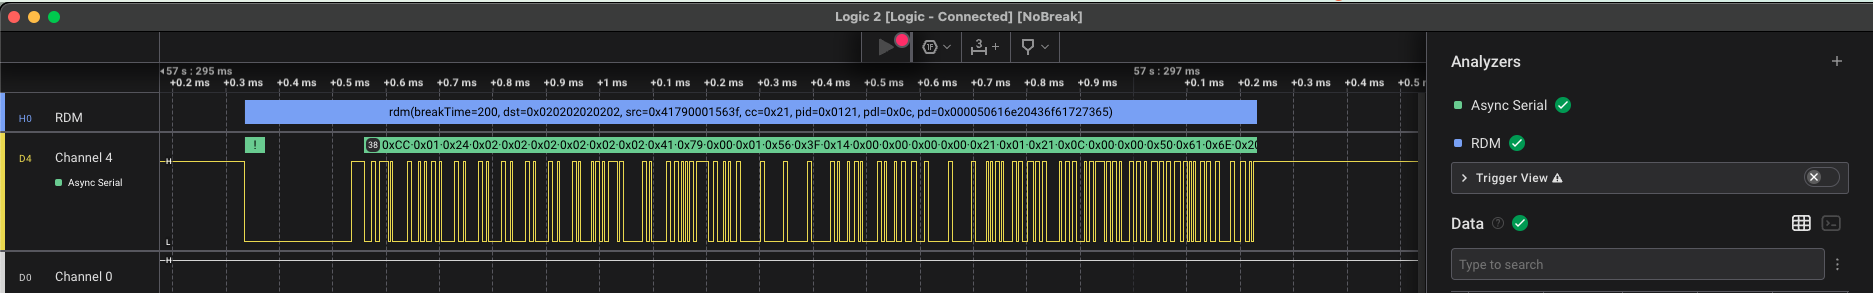 Logic 2 [Logic - Connected] [NoBreak]
1F 3 +
57 s : 295 ms 57 s : 297 ms
+0.2 ms +0.3 ms +0.4 ms +0.5 ms +0.6 ms +0.7 ms +0.8 ms +0.9 ms +1 ms +0.1 ms +0.2 ms +0.3 ms +0.4 ms +0.5 ms +0.6 ms +0.7 ms +0.8 ms +0.9 ms +0.1 ms +0.2 ms +0.3 ms +0.4 ms +0.5 m
H0 RDM rdm(breakTime=200, dst=0x020202020202, src=0x41790001563f, cc=0x21, pid=0x0121, pdl=0x0c, pd=0x000050616e20436f61727365)
! 38 0xCC·0x01·0x24·0x02·0x02·0x02·0x02·0x02·0x02·0x41·0x79·0x00·0x01·0x56·0x3F·0x14·0x00·0x00·0x00·0x00·0x21·0x01·0x21·0x0C·0x00·0x00·0x50·0x61·0x6E·0x20
D4 Channel 4
H
Async Serial
L
D0 Channel 0
H
Analyzers +
Async Serial
RDM
Trigger View
Data ?
Type to search